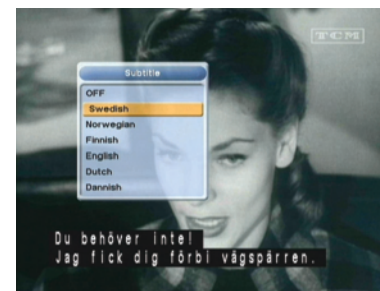 TCM
Subtitle
OFF
Swedish
Norwegian
Finnish
English
Dutch
Dannish
Du behöver inte!
Jag fick dig förbi vägspärren.